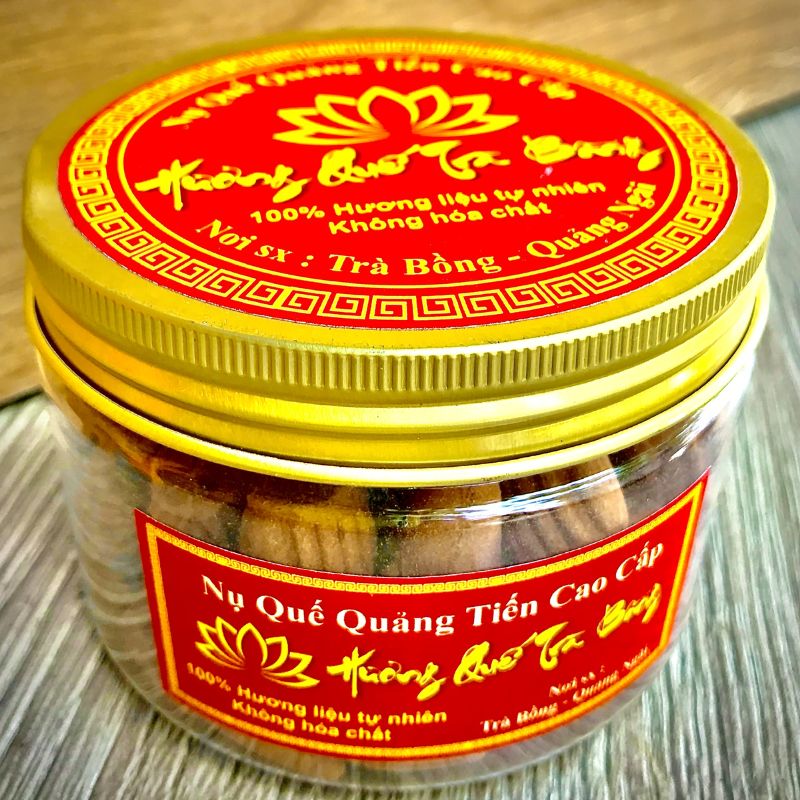 Nụ Quế Quảng Tiến Cao Cấp
Hương Quế Trà Bồng
100% Hương liệu tự nhiên
Không hóa chất
Nơi sx : Trà Bồng - Quảng Ngãi
Nụ Quế Quảng Tiến Cao Cấp
Hương Quế Trà Bồng
100% Hương liệu tự nhiên
Không hóa chất
Nơi sx :
Trà Bồng - Quảng Ngãi